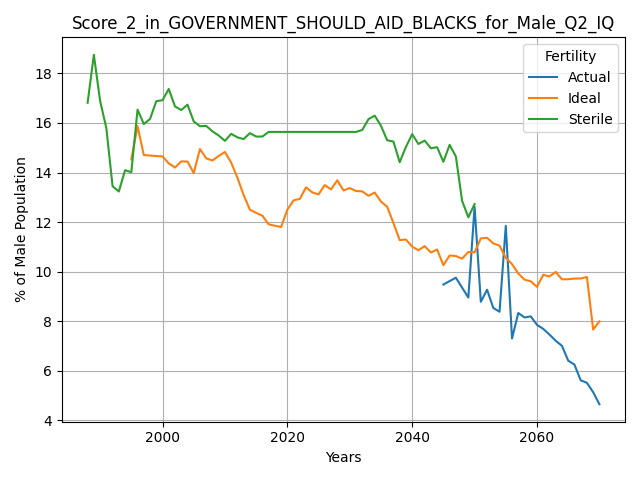 Score_2_in_GOVERNMENT_SHOULD_AID_BLACKS_for_Male_Q2_IQ
Fertility
Actual
Ideal
Sterile
% of Male Population
18
16
14
12
10
8
6
4
2000
2020
2040
2060
Years